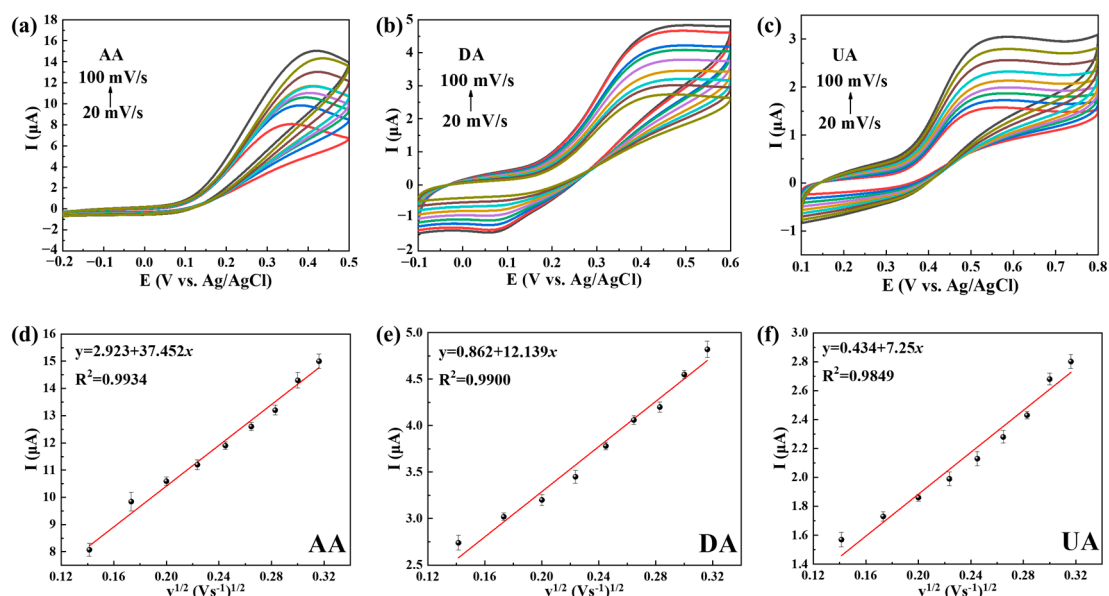 (a)
AA
100 mV/s
20 mV/s
I (μA)
18
16
14
12
10
8
6
4
2
0
−2
−4
−0.2 −0.1 0.0 0.1 0.2 0.3 0.4 0.5
E (V vs. Ag/AgCl)
(b)
DA
100 mV/s
20 mV/s
I (μA)
5
4
3
2
1
0
−1
−2
−0.1 0.0 0.1 0.2 0.3 0.4 0.5 0.6
E (V vs. Ag/AgCl)
(c)
UA
100 mV/s
20 mV/s
I (μA)
3
2
1
0
−1
0.1 0.2 0.3 0.4 0.5 0.6 0.7 0.8
E (V vs. Ag/AgCl)
(d)
y=2.923+37.452x
R²=0.9934
I (μA)
16
15
14
13
12
11
10
9
8
AA
0.12 0.16 0.20 0.24 0.28 0.32
v¹/² (Vs⁻¹)¹/²
(e)
y=0.862+12.139x
R²=0.9900
I (μA)
5.0
4.5
4.0
3.5
3.0
2.5
DA
0.12 0.16 0.20 0.24 0.28 0.32
v¹/² (Vs⁻¹)¹/²
(f)
y=0.434+7.25x
R²=0.9849
I (μA)
3.0
2.8
2.6
2.4
2.2
2.0
1.8
1.6
1.4
UA
0.12 0.16 0.20 0.24 0.28 0.32
v¹/² (Vs⁻¹)¹/²